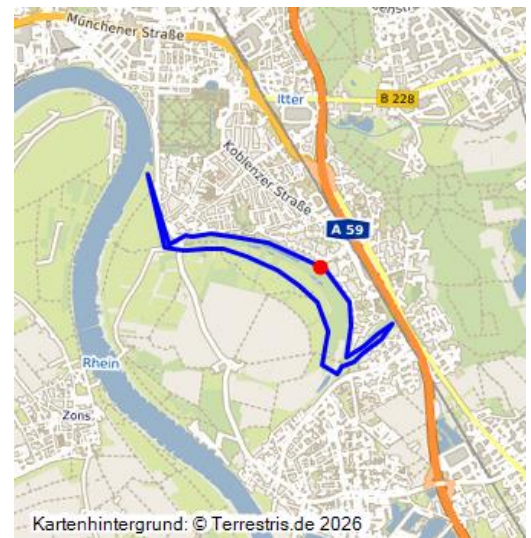 Münchener Straße
Itter
B 228
Koblenzer Straße
A 59
Rhein
Zons
Kartenhintergrund: © Terrestris.de 2026